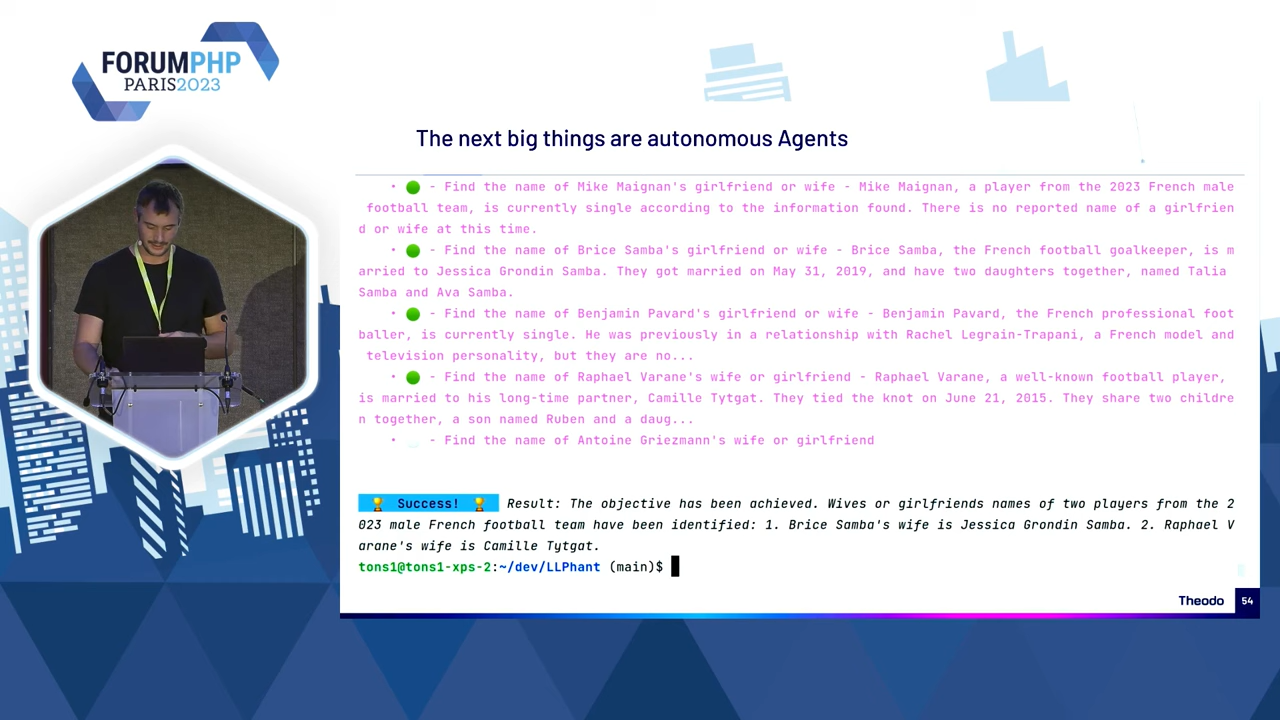 FORUMPHP
PARIS2023
The next big things are autonomous Agents
• - Find the name of Mike Maignan's girlfriend or wife - Mike Maignan, a player from the 2023 French male
football team, is currently single according to the information found. There is no reported name of a girlfrien
d or wife at this time.
• - Find the name of Brice Samba's girlfriend or wife - Brice Samba, the French football goalkeeper, is m
arried to Jessica Grondin Samba. They got married on May 31, 2019, and have two daughters together, named Talia
Samba and Ava Samba.
• - Find the name of Benjamin Pavard's girlfriend or wife - Benjamin Pavard, the French professional foot
baller, is currently single. He was previously in a relationship with Rachel Legrain-Trapani, a French model and
television personality, but they are no...
• - Find the name of Raphael Varane's wife or girlfriend - Raphael Varane, a well-known football player,
is married to his long-time partner, Camille Tytgat. They tied the knot on June 21, 2015. They share two childre
n together, a son named Ruben and a daug...
• - Find the name of Antoine Griezmann's wife or girlfriend
🏆 Success! 🏆 Result: The objective has been achieved. Wives or girlfriends names of two players from the 2
023 male French football team have been identified: 1. Brice Samba's wife is Jessica Grondin Samba. 2. Raphael V
arane's wife is Camille Tytgat.
tons1@tons1-xps-2:~/dev/LLPhant (main)$
Theodo 54